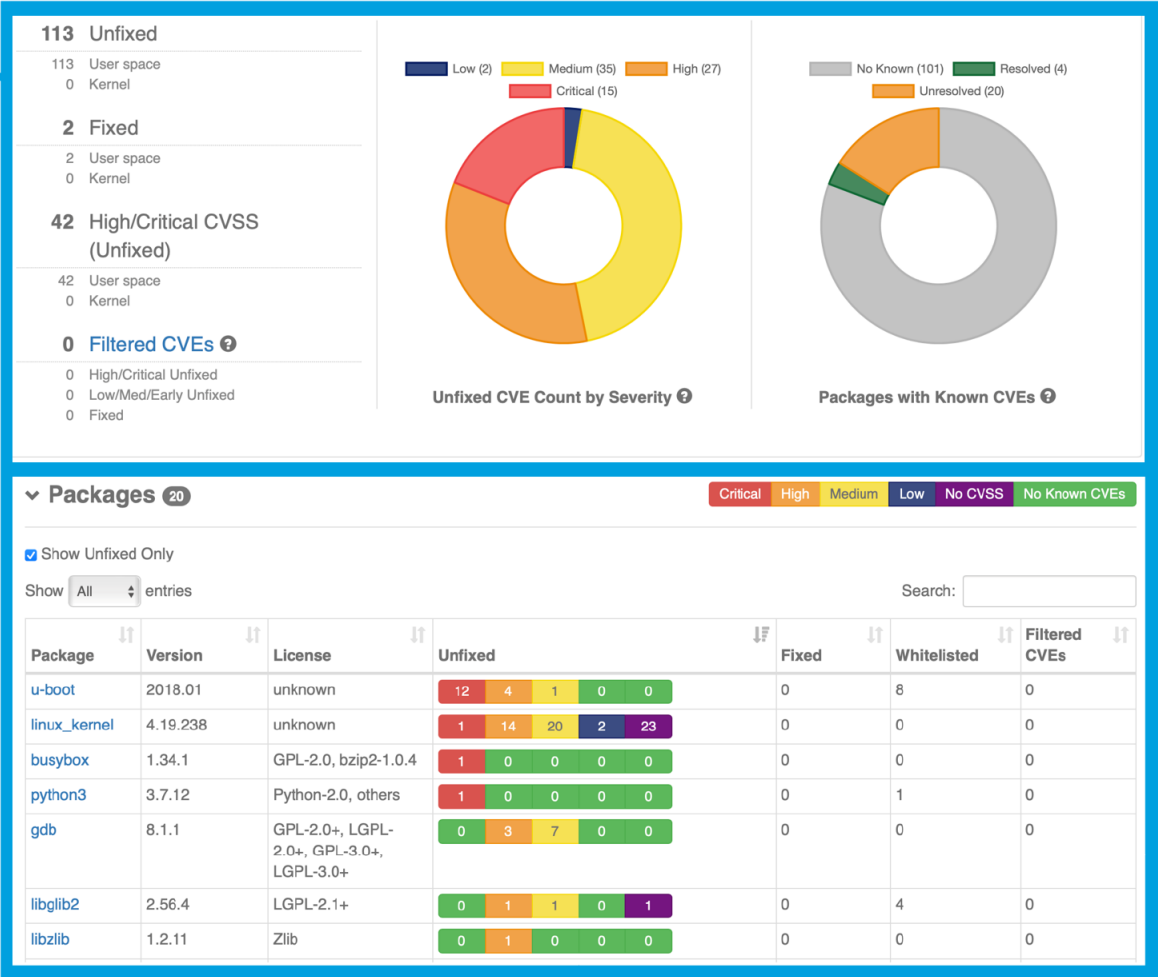 113 Unfixed
113 User space
0 Kernel
2 Fixed
2 User space
0 Kernel
42 High/Critical CVSS
(Unfixed)
42 User space
0 Kernel
0 Filtered CVEs ?
0 High/Critical Unfixed
0 Low/Med/Early Unfixed
0 Fixed
Low (2) Medium (35) High (27)
Critical (15)
Unfixed CVE Count by Severity ?
No Known (101) Resolved (4)
Unresolved (20)
Packages with Known CVEs ?
Packages 20
Critical High Medium Low No CVSS No Known CVEs
Show Unfixed Only
Show All entries
Search:
Package Version License Unfixed Fixed Whitelisted Filtered
CVEs
u-boot 2018.01 unknown 12 4 1 0 0 0 8 0
linux_kernel 4.19.238 unknown 1 14 20 2 23 0 0 0
busybox 1.34.1 GPL-2.0, bzip2-1.0.4 1 0 0 0 0 0 0 0
python3 3.7.12 Python-2.0, others 1 0 0 0 0 0 1 0
gdb 8.1.1 GPL-2.0+, LGPL- 0 3 7 0 0 0 0 0
2.0+, GPL-3.0+,
LGPL-3.0+
libglib2 2.56.4 LGPL-2.1+ 0 1 1 0 1 0 4 0
libzlib 1.2.11 Zlib 0 1 0 0 0 0 0 0